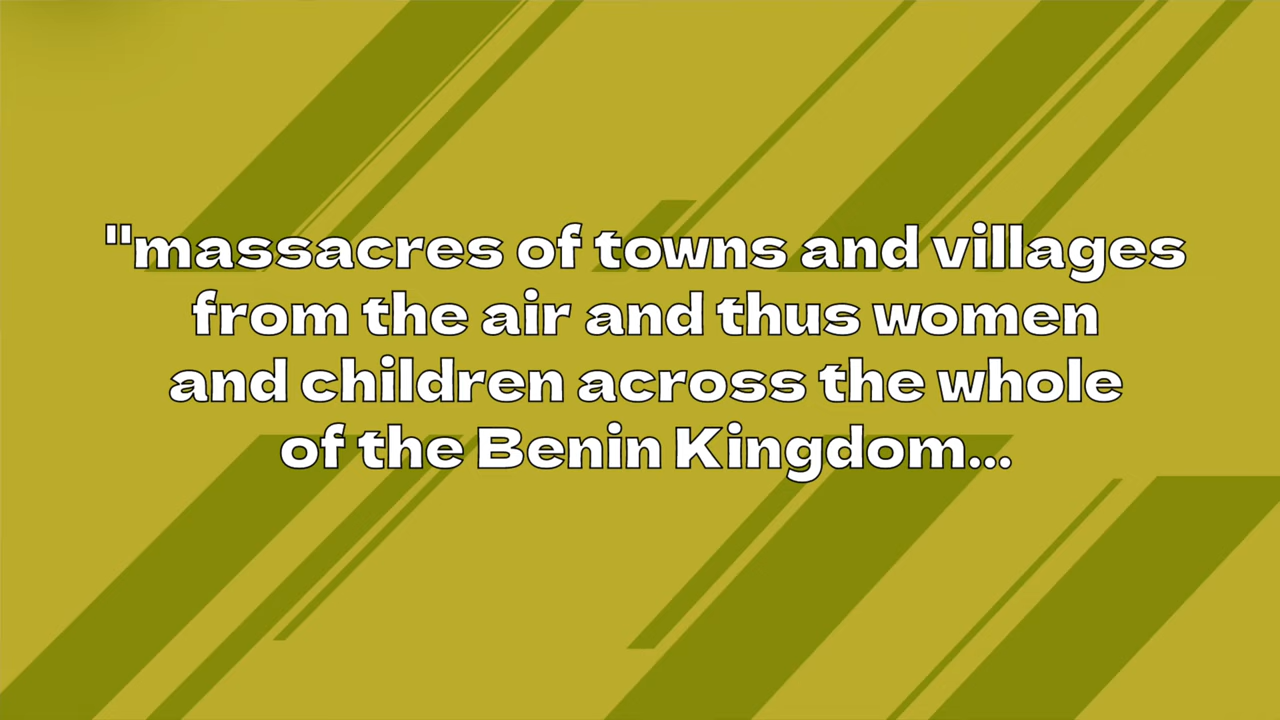 "massacres of towns and villages
from the air and thus women
and children across the whole
of the Benin Kingdom...